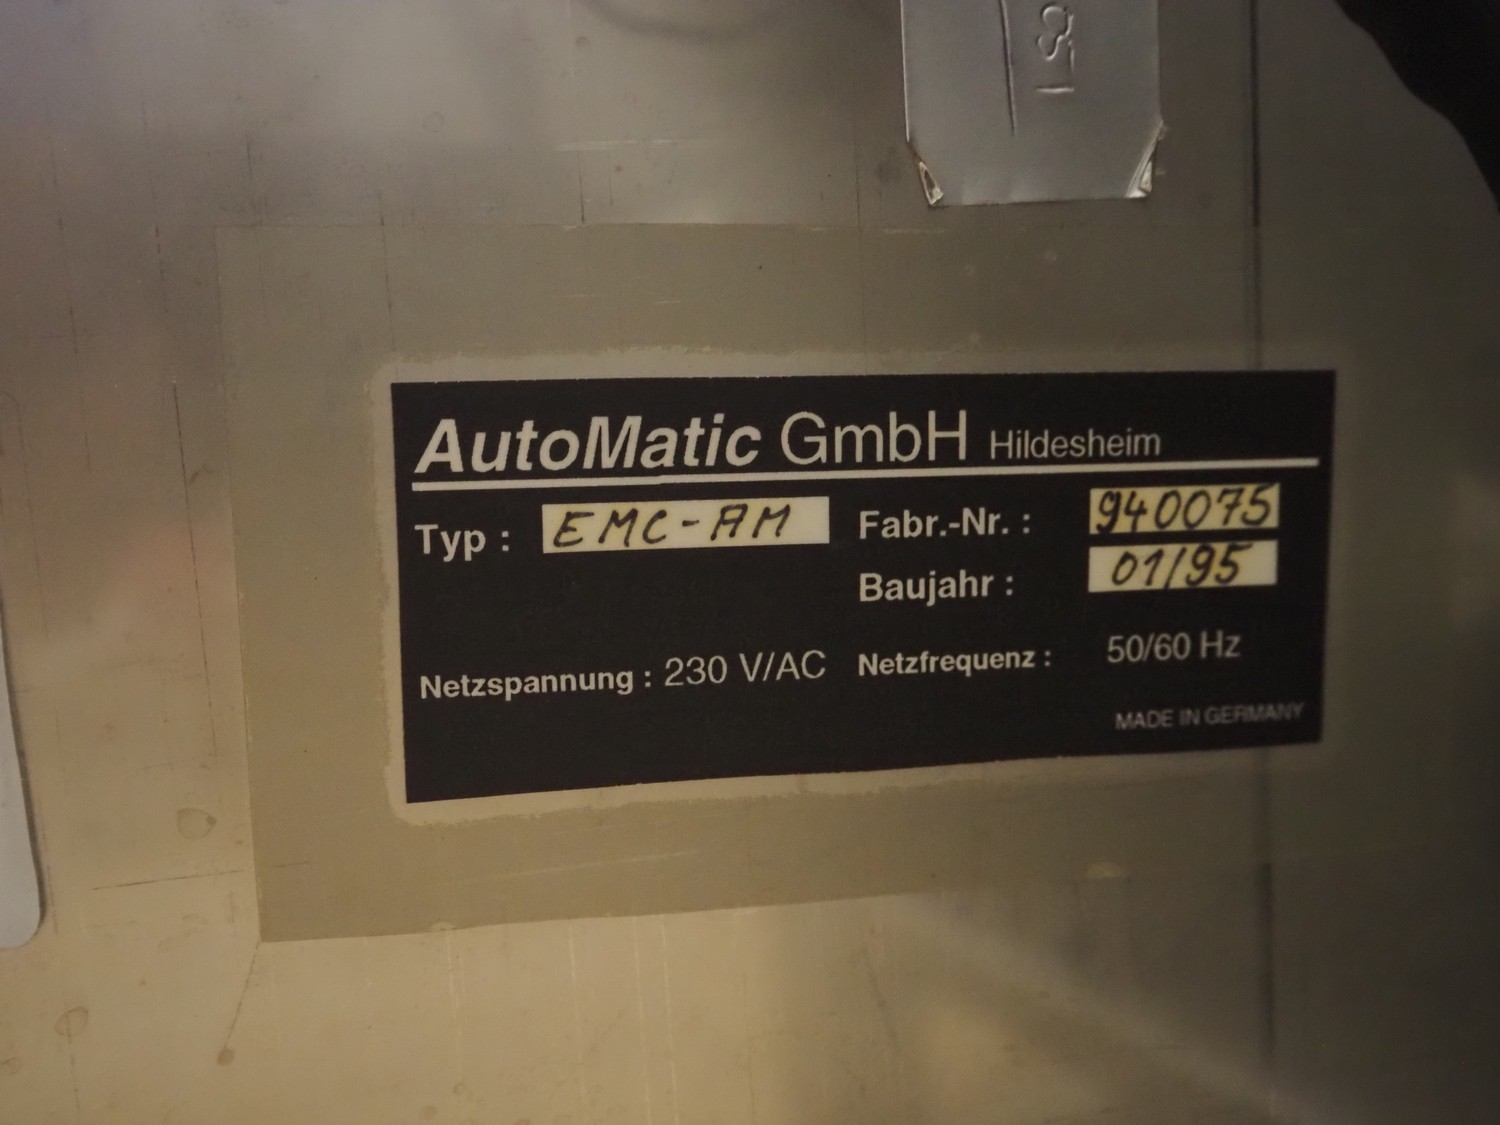 AutoMatic GmbH Hildesheim
Typ : EMC-AM Fabr.-Nr. : 940075
Baujahr : 01/95
Netzspannung : 230 V/AC Netzfrequenz : 50/60 Hz
MADE IN GERMANY